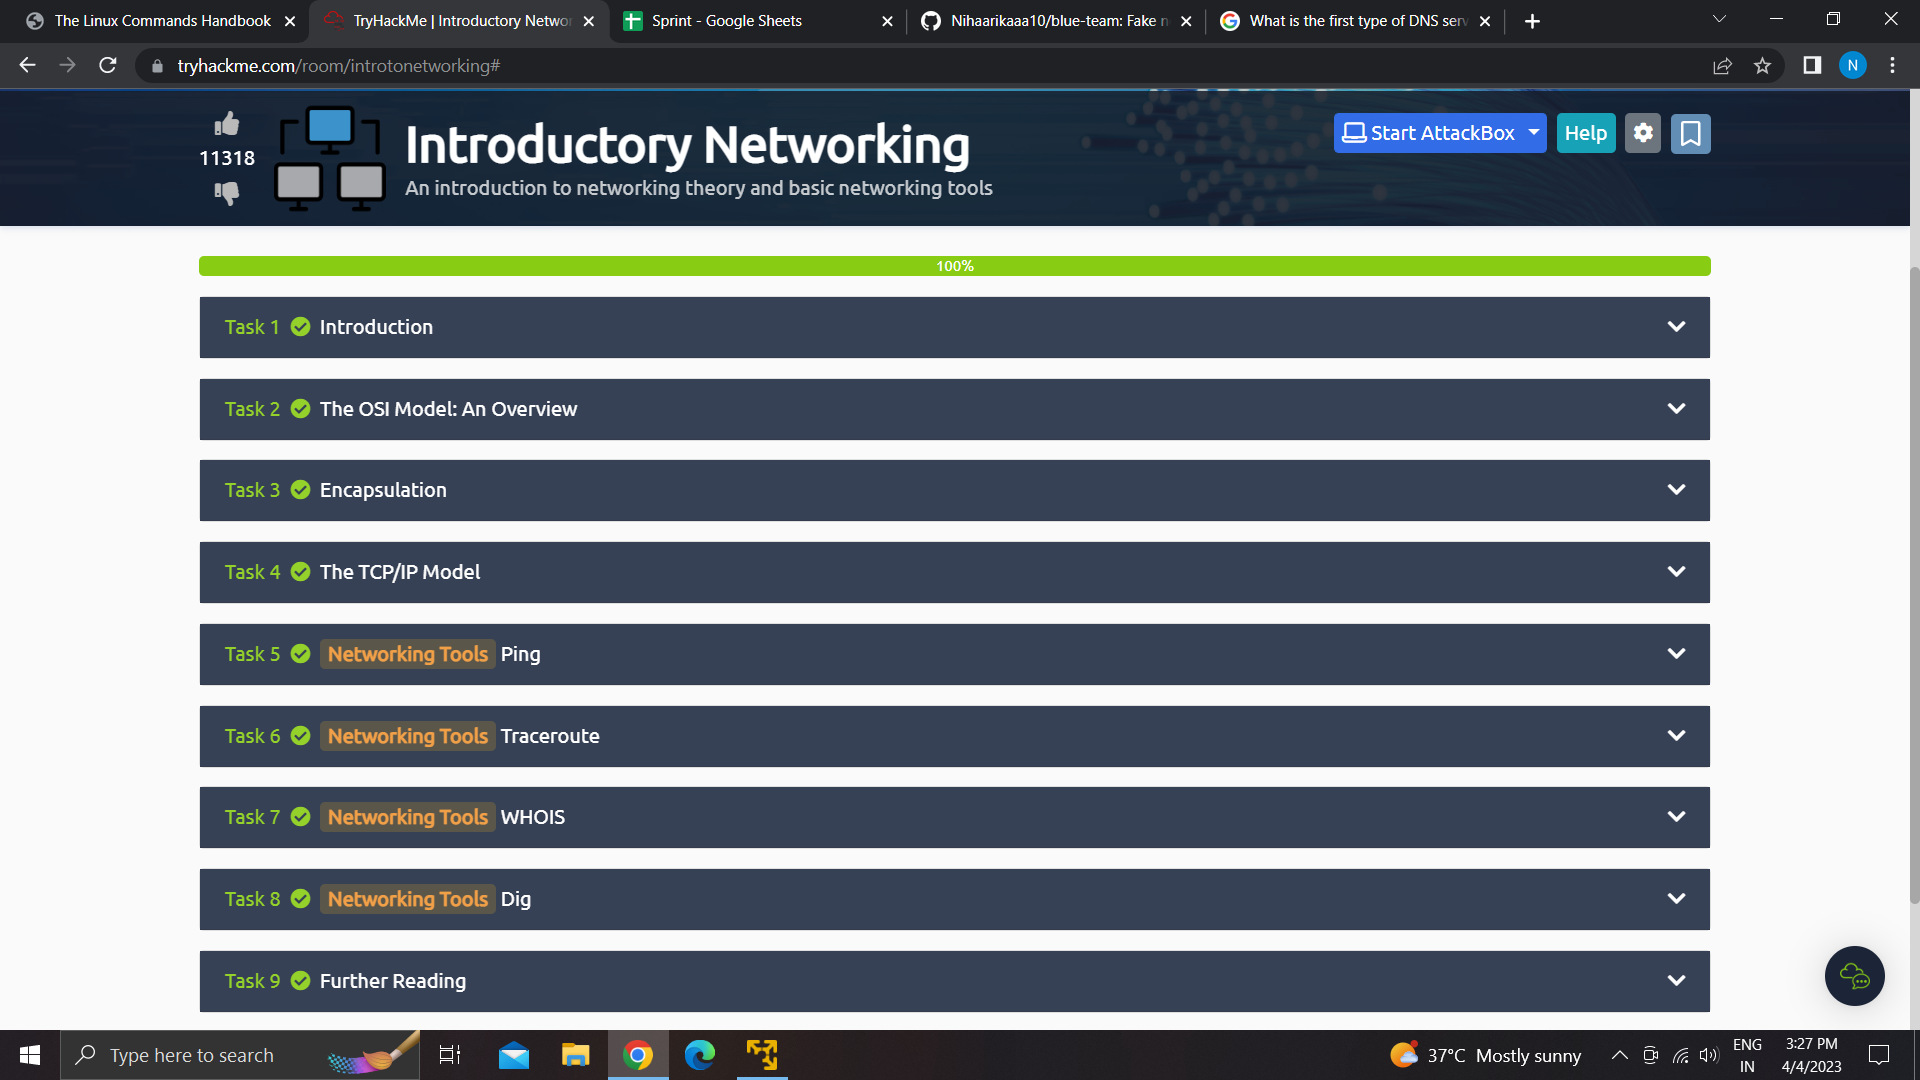 The Linux Commands Handbook
TryHackMe | Introductory Networ
Sprint - Google Sheets
Nihaarikaaa10/blue-team: Fake n
What is the first type of DNS serv
tryhackme.com/room/introtonetworking#
N
11318
Introductory Networking
An introduction to networking theory and basic networking tools
Start AttackBox
Help
100%
Task 1 Introduction
Task 2 The OSI Model: An Overview
Task 3 Encapsulation
Task 4 The TCP/IP Model
Task 5 Networking Tools Ping
Task 6 Networking Tools Traceroute
Task 7 Networking Tools WHOIS
Task 8 Networking Tools Dig
Task 9 Further Reading
Type here to search
37°C Mostly sunny
ENG
IN
3:27 PM
4/4/2023